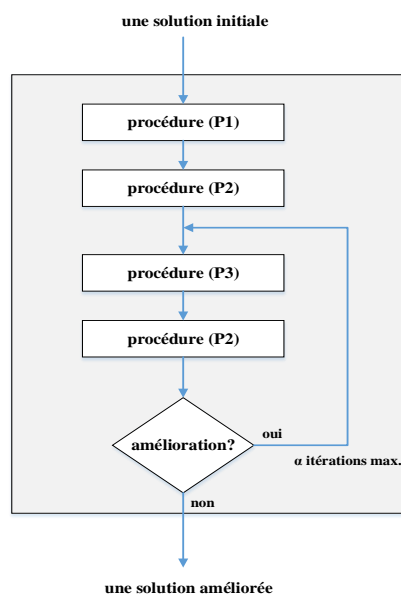 une solution initiale
procédure (P1)
procédure (P2)
procédure (P3)
procédure (P2)
amélioration?
oui
α itérations max.
non
une solution améliorée